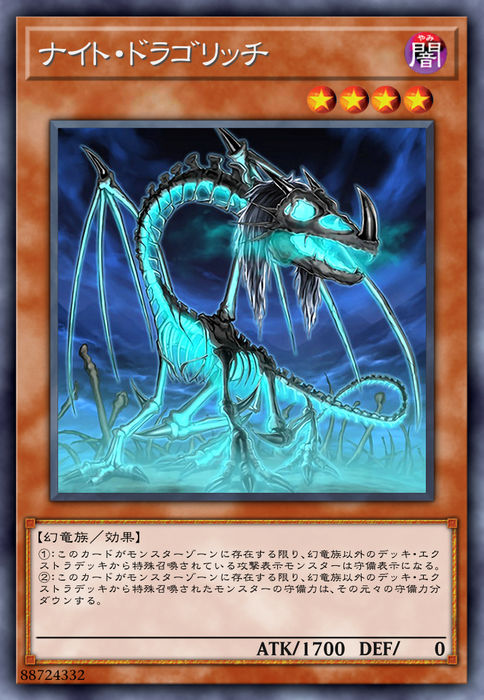 ナイト・ドラゴリッチ
やみ
闇
【幻竜族／効果】
①:このカードがモンスターゾーンに存在する限り、幻竜族以外のデッキ・エク
ストラデッキから特殊召喚されている攻撃表示モンスターは守備表示になる。
②:このカードがモンスターゾーンに存在する限り、幻竜族以外のデッキ・エク
ストラデッキから特殊召喚されたモンスターの守備力は、その元々の守備力分
ダウンする。
ATK/1700 DEF/ 0
88724332